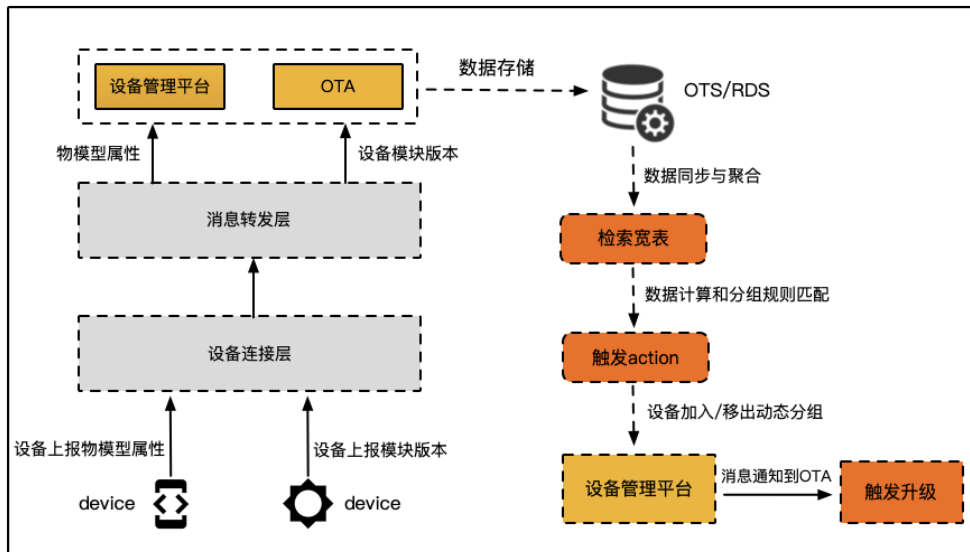 设备管理平台
OTA
数据存储
OTS/RDS
物模型属性
设备模块版本
数据同步与聚合
消息转发层
检索宽表
数据计算和分组规则匹配
设备连接层
触发action
设备加入/移出动态分组
设备上报物模型属性
设备上报模块版本
device
device
设备管理平台
消息通知到OTA
触发升级